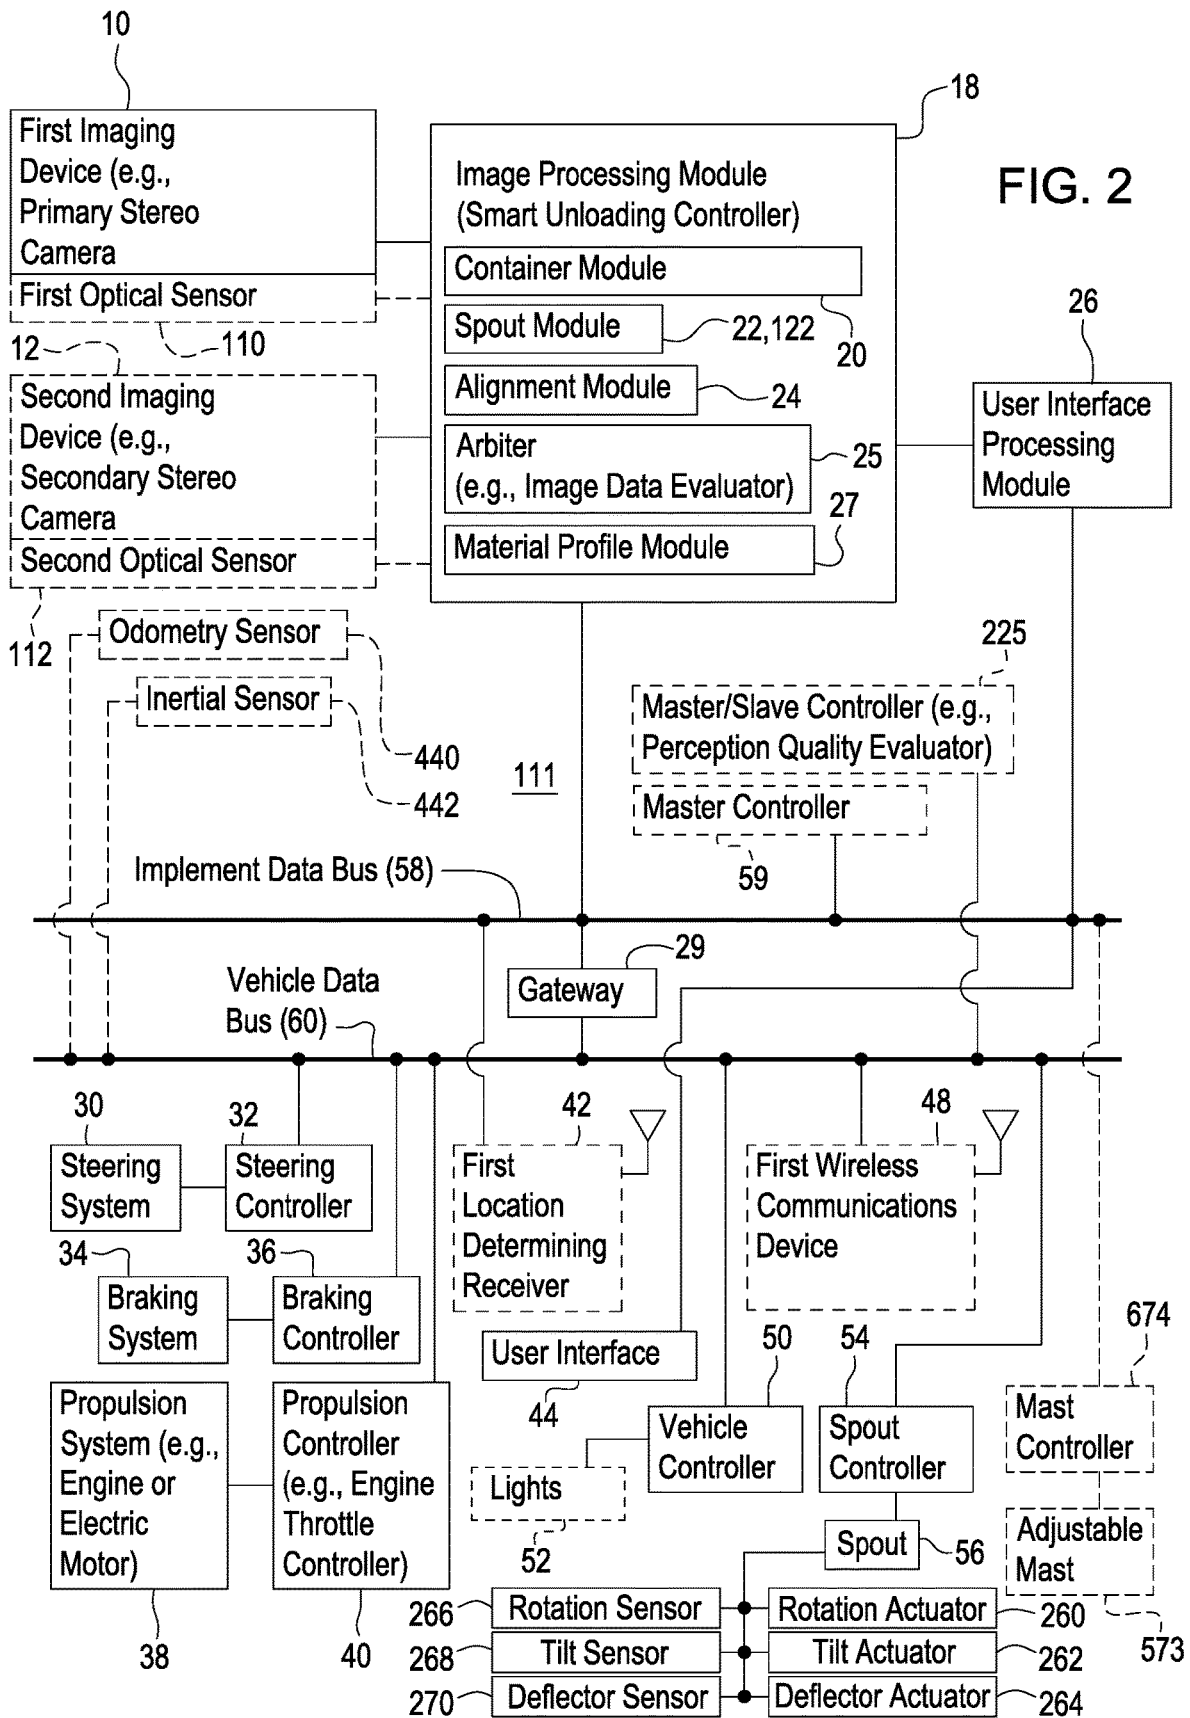 10
18
First Imaging
Device (e.g.,
Primary Stereo
Camera
First Optical Sensor
110
Image Processing Module
(Smart Unloading Controller)
Container Module
Spout Module
22,122
20
Alignment Module
24
Arbiter
(e.g., Image Data Evaluator)
25
27
Material Profile Module
FIG. 2
26
User Interface
Processing
Module
12
Second Imaging
Device (e.g.,
Secondary Stereo
Camera
Second Optical Sensor
112
Odometry Sensor
Inertial Sensor
440
442
111
225
Master/Slave Controller (e.g.,
Perception Quality Evaluator)
Master Controller
59
Implement Data Bus (58)
29
Gateway
Vehicle Data
Bus (60)
30
Steering
System
32
Steering
Controller
34
Braking
System
36
Braking
Controller
Propulsion
System (e.g.,
Engine or
Electric
Motor)
38
Propulsion
Controller
(e.g., Engine
Throttle
Controller)
40
42
First
Location
Determining
Receiver
48
First Wireless
Communications
Device
User Interface
44
50
Vehicle
Controller
Lights
52
54
Spout
Controller
Spout
56
674
Mast
Controller
Adjustable
Mast
573
266
Rotation Sensor
Rotation Actuator
260
268
Tilt Sensor
Tilt Actuator
262
270
Deflector Sensor
Deflector Actuator
264